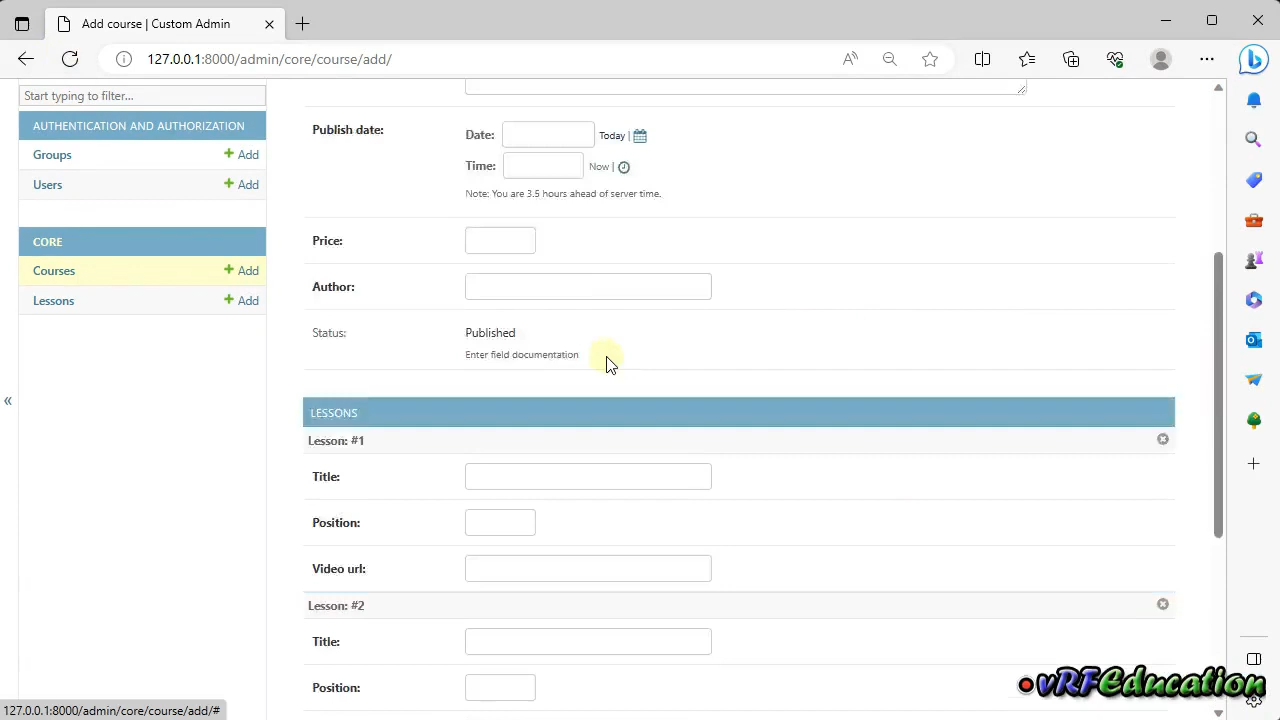 Add course | Custom Admin
127.0.0.1:8000/admin/core/course/add/
Start typing to filter...
AUTHENTICATION AND AUTHORIZATION
Groups + Add
Users + Add
CORE
Courses + Add
Lessons + Add
«
Publish date:
Date: Today |
Time: Now |
Note: You are 3.5 hours ahead of server time.
Price:
Author:
Status: Published
Enter field documentation
LESSONS
Lesson: #1
Title:
Position:
Video url:
Lesson: #2
Title:
Position:
127.0.0.1:8000/admin/core/course/add/#
vRFEducation